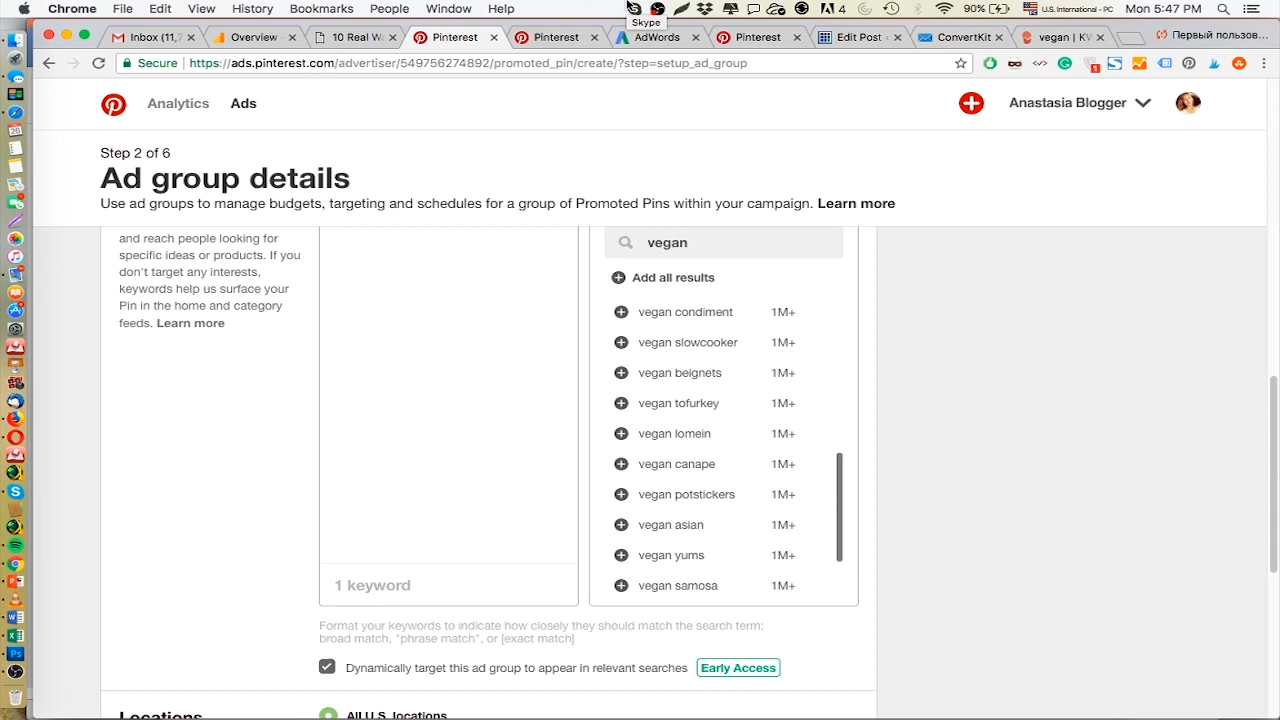 Chrome File Edit View History Bookmarks People Window Help
4 90% U.S. International - PC Mon 5:47 PM
Skype
Inbox (11,7 Overview - 10 Real Wo Pinterest Pinterest AdWords Pinterest Edit Post ‹ ConvertKit vegan | KW Первый пользов...
Secure | https://ads.pinterest.com/advertiser/549756274892/promoted_pin/create/?step=setup_ad_group
Analytics Ads Anastasia Blogger
Step 2 of 6
Ad group details
Use ad groups to manage budgets, targeting and schedules for a group of Promoted Pins within your campaign. Learn more
and reach people looking for
specific ideas or products. If you
don't target any interests,
keywords help us surface your
Pin in the home and category
feeds. Learn more
1 keyword
vegan
Add all results
vegan condiment 1M+
vegan slowcooker 1M+
vegan beignets 1M+
vegan tofurkey 1M+
vegan lomein 1M+
vegan canape 1M+
vegan potstickers 1M+
vegan asian 1M+
vegan yums 1M+
vegan samosa 1M+
Format your keywords to indicate how closely they should match the search term:
broad match, "phrase match", or [exact match]
Dynamically target this ad group to appear in relevant searches Early Access
Locations All U.S. locations